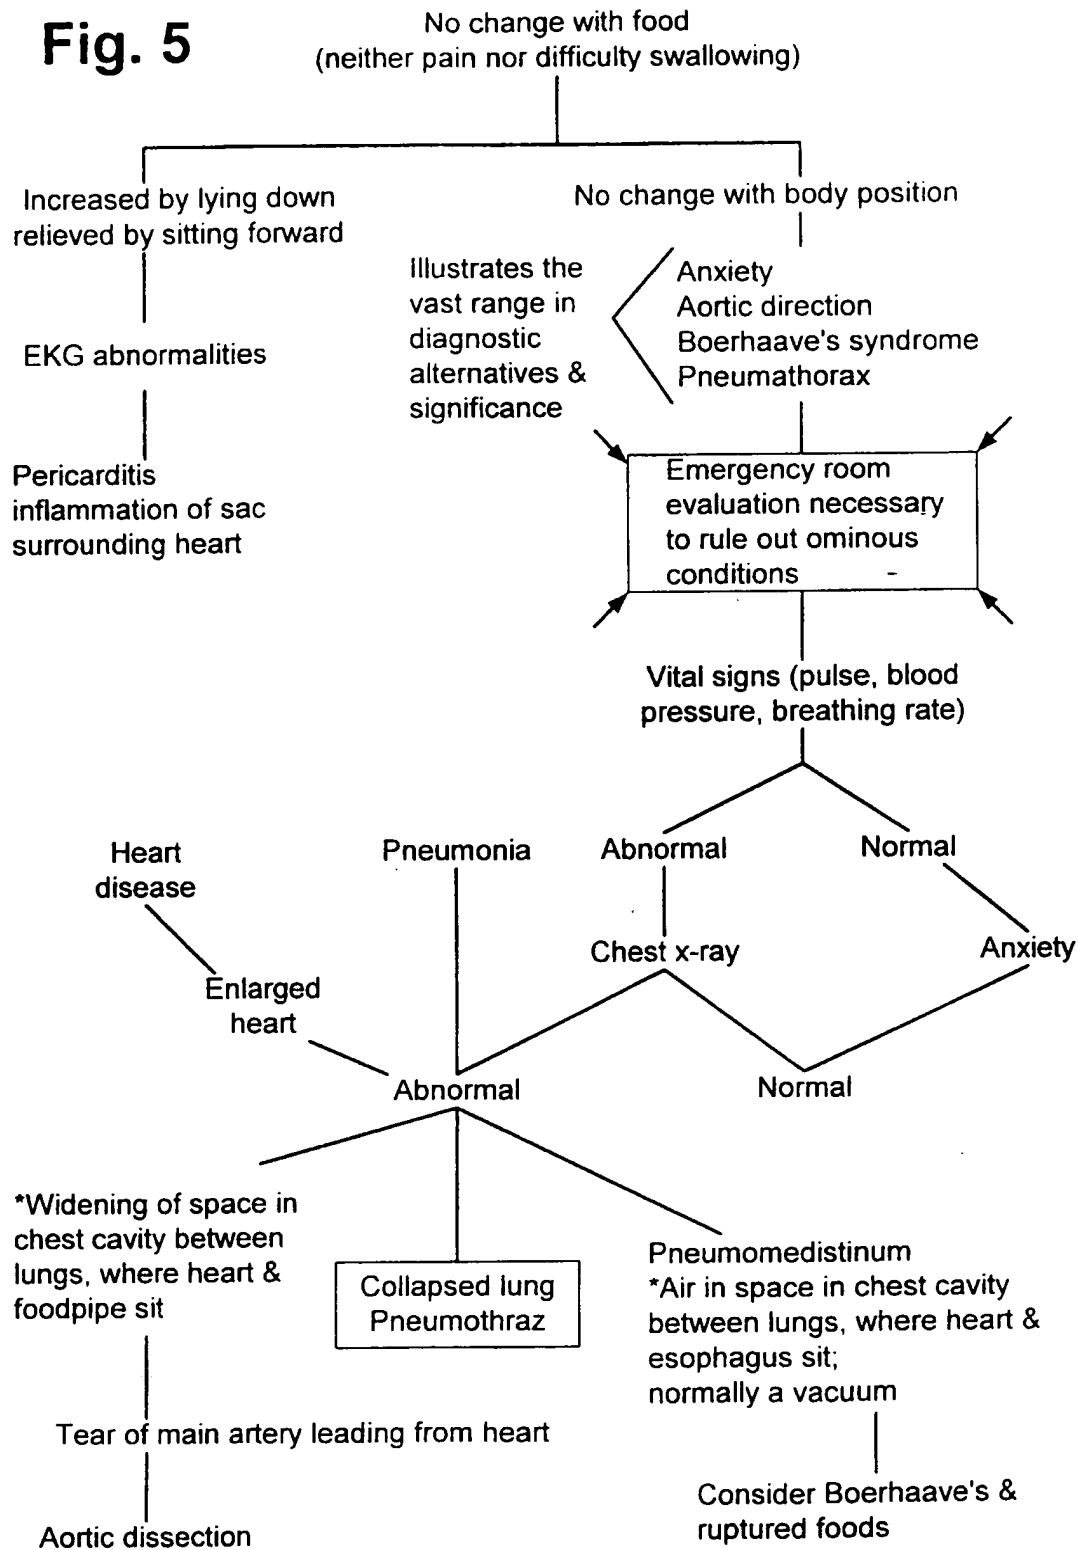 Fig. 5
No change with food
(neither pain nor difficulty swallowing)
Increased by lying down
relieved by sitting forward
No change with body position
EKG abnormalities
Pericarditis
inflammation of sac
surrounding heart
Illustrates the
vast range in
diagnostic
alternatives &
significance
Anxiety
Aortic direction
Boerhaave's syndrome
Pneumathorax
Emergency room
evaluation necessary
to rule out ominous
conditions
Vital signs (pulse, blood
pressure, breathing rate)
Heart
disease
Pneumonia
Abnormal
Normal
Chest x-ray
Anxiety
Enlarged
heart
Abnormal
Normal
*Widening of space in
chest cavity between
lungs, where heart &
foodpipe sit
Collapsed lung
Pneumothraz
Pneumomedistinum
*Air in space in chest cavity
between lungs, where heart &
esophagus sit;
normally a vacuum
Tear of main artery leading from heart
Aortic dissection
Consider Boerhaave's &
ruptured foods